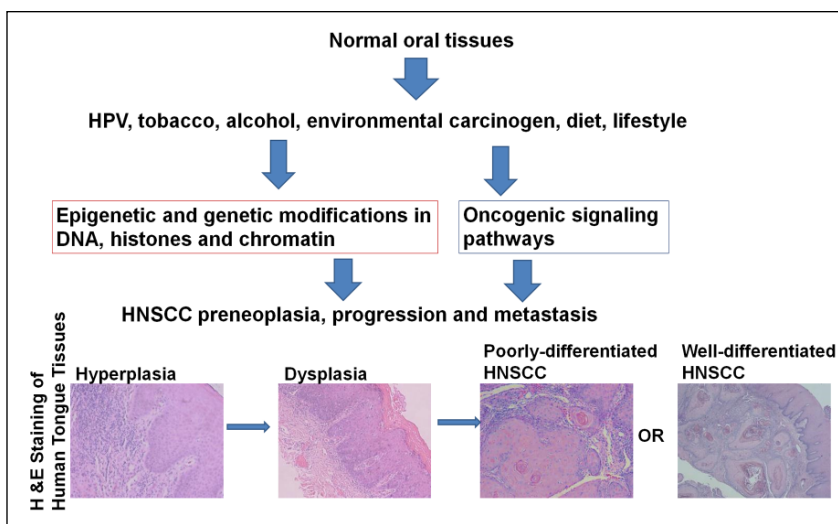 Normal oral tissues
HPV, tobacco, alcohol, environmental carcinogen, diet, lifestyle
Epigenetic and genetic modifications in
DNA, histones and chromatin
Oncogenic signaling
pathways
HNSCC preneoplasia, progression and metastasis
H &E Staining of
Human Tongue Tissues
Hyperplasia
Dysplasia
Poorly-differentiated
HNSCC
OR
Well-differentiated
HNSCC